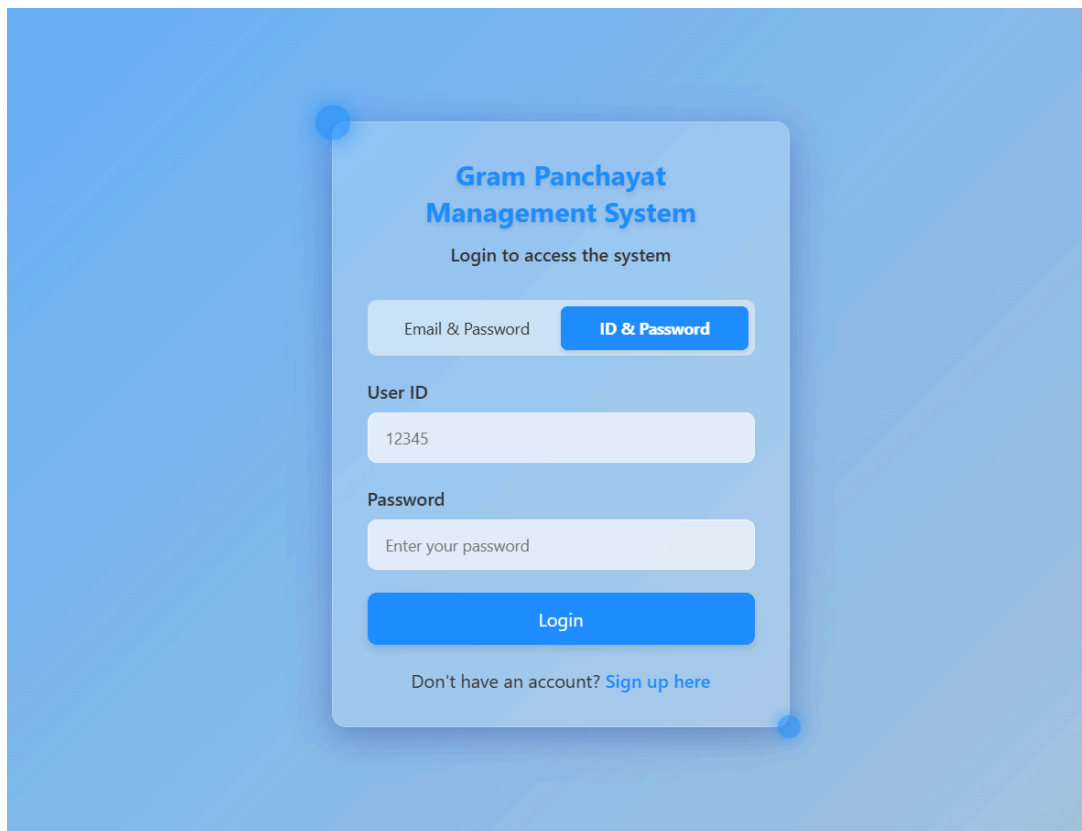 Gram Panchayat
Management System
Login to access the system
Email & Password
ID & Password
User ID
12345
Password
Enter your password
Login
Don't have an account? Sign up here